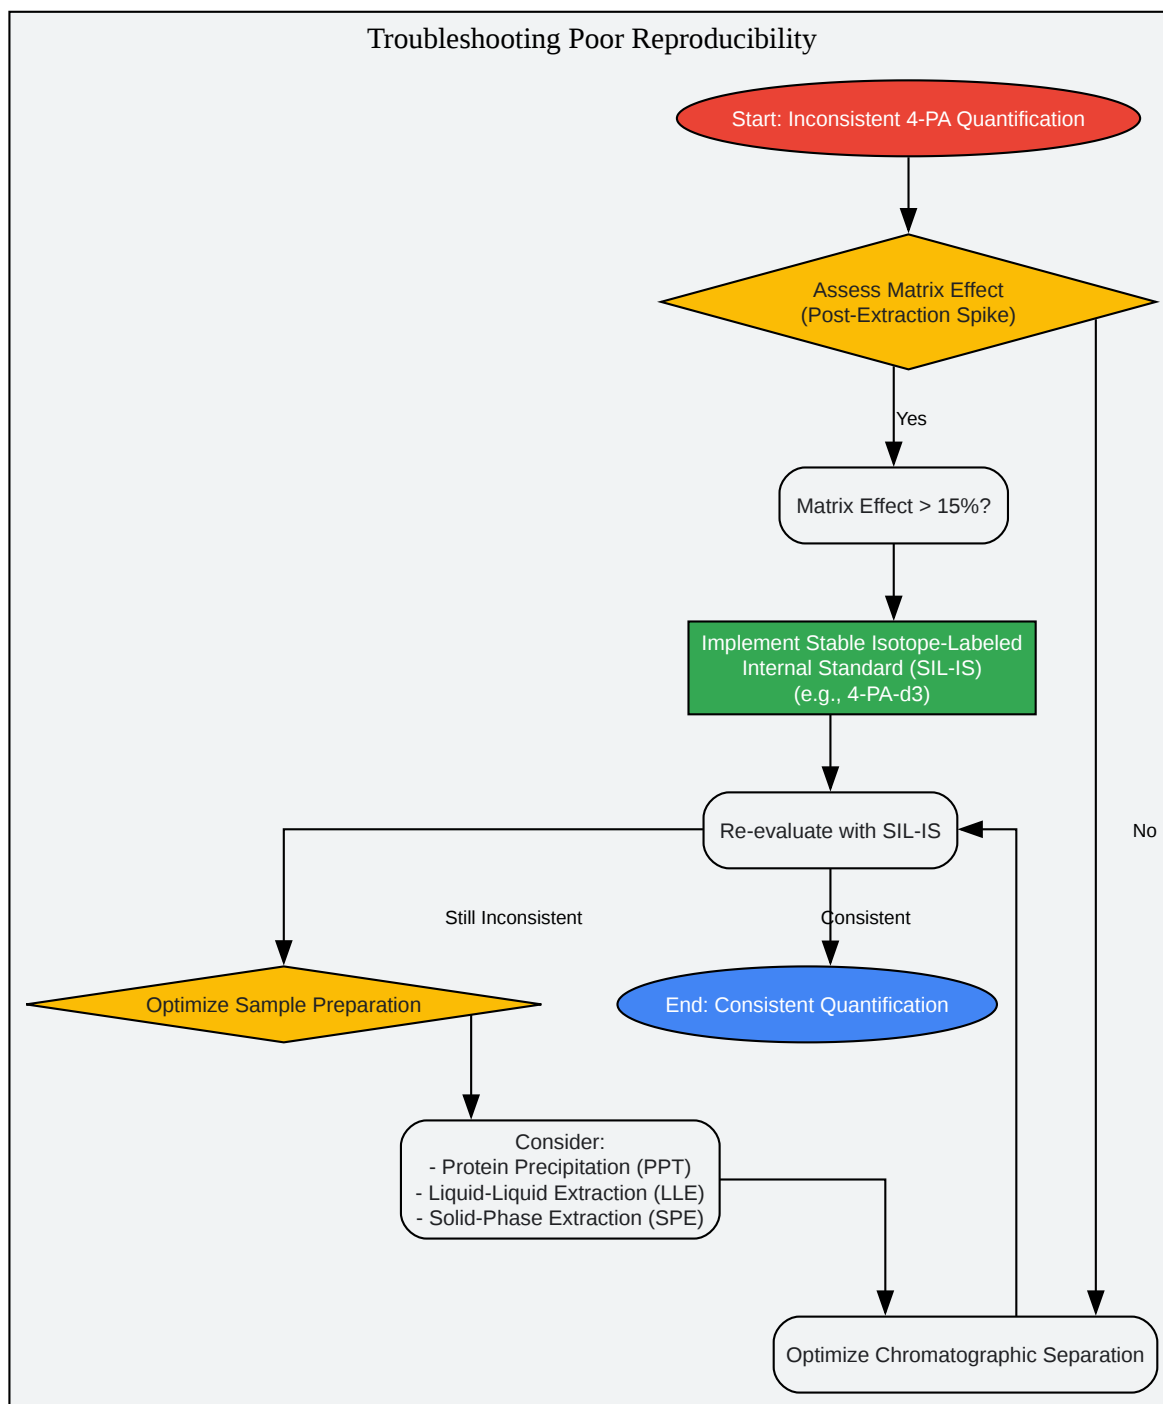 Troubleshooting Poor Reproducibility
Start: Inconsistent 4-PA Quantification
Assess Matrix Effect
(Post-Extraction Spike)
Yes
Matrix Effect > 15%?
Implement Stable Isotope-Labeled
Internal Standard (SIL-IS)
(e.g., 4-PA-d3)
Re-evaluate with SIL-IS
No
Still Inconsistent
Consistent
Optimize Sample Preparation
End: Consistent Quantification
Consider:
- Protein Precipitation (PPT)
- Liquid-Liquid Extraction (LLE)
- Solid-Phase Extraction (SPE)
Optimize Chromatographic Separation